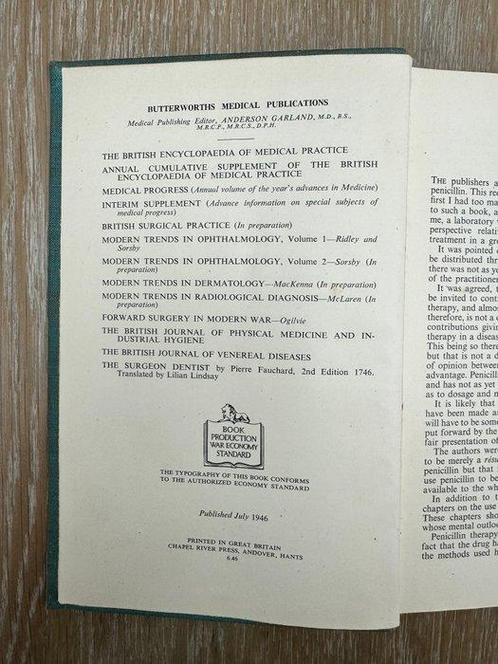 BUTTERWORTHS MEDICAL PUBLICATIONS
Medical Publishing Editor, ANDERSON GARLAND, M.D., B.S.,
M.R.C.P., M.R.C.S., D.P.H.
THE BRITISH ENCYCLOPAEDIA OF MEDICAL PRACTICE
ANNUAL CUMULATIVE SUPPLEMENT OF THE BRITISH
ENCYCLOPAEDIA OF MEDICAL PRACTICE
MEDICAL PROGRESS (Annual volume of the year's advances in Medicine)
INTERIM SUPPLEMENT (Advance information on special subjects of
medical progress)
BRITISH SURGICAL PRACTICE (In preparation)
MODERN TRENDS IN OPHTHALMOLOGY, Volume 1—Ridley and
Sorsby
MODERN TRENDS IN OPHTHALMOLOGY, Volume 2—Sorsby (In
preparation)
MODERN TRENDS IN DERMATOLOGY—MacKenna (In preparation)
MODERN TRENDS IN RADIOLOGICAL DIAGNOSIS—McLaren (In
preparation)
FORWARD SURGERY IN MODERN WAR—Ogilvie
THE BRITISH JOURNAL OF PHYSICAL MEDICINE AND IN-
DUSTRIAL HYGIENE
THE BRITISH JOURNAL OF VENEREAL DISEASES
THE SURGEON DENTIST by Pierre Fauchard, 2nd Edition 1746.
Translated by Lilian Lindsay
BOOK
PRODUCTION
WAR ECONOMY
STANDARD
THE TYPOGRAPHY OF THIS BOOK CONFORMS
TO THE AUTHORIZED ECONOMY STANDARD
Published July 1946
PRINTED IN GREAT BRITAIN
CHAPEL RIVER PRESS, ANDOVER, HANTS
6.46
THE publishers a
penicillin. This re
first I had too ma
to such a book, a
me, a laboratory
perspective relati
treatment in a gr
It was pointed
be distributed thr
there was not as ye
of the practitioner
It was agreed, t
be invited to cont
therapy, and almo
therefore, is not a
contributions givin
therapy in a diseas
This being so ther
but that is not a d
of opinion between
advantage. Penicil
and has not as yet
as to dosage and m
It is likely that
have been made a
will have to be som
put forward by the
fair presentation of
The authors were
to be merely a résu
penicillin but that
use penicillin to be
available to the wh
In addition to t
chapters on the use
These chapters sho
whose mental outloo
Penicillin therapy
fact that the drug ha
the methods used h